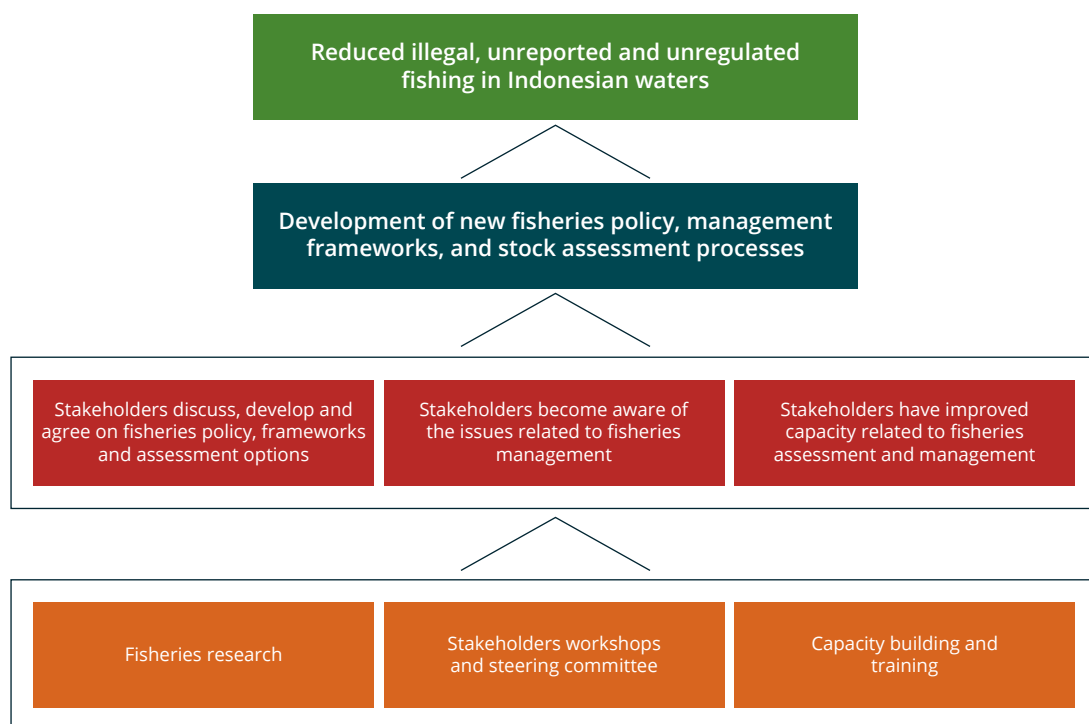 Reduced illegal, unreported and unregulated
fishing in Indonesian waters
Development of new fisheries policy, management
frameworks, and stock assessment processes
Stakeholders discuss, develop and
agree on fisheries policy, frameworks
and assessment options
Stakeholders become aware of
the issues related to fisheries
management
Stakeholders have improved
capacity related to fisheries
assessment and management
Fisheries research
Stakeholders workshops
and steering committee
Capacity building and
training